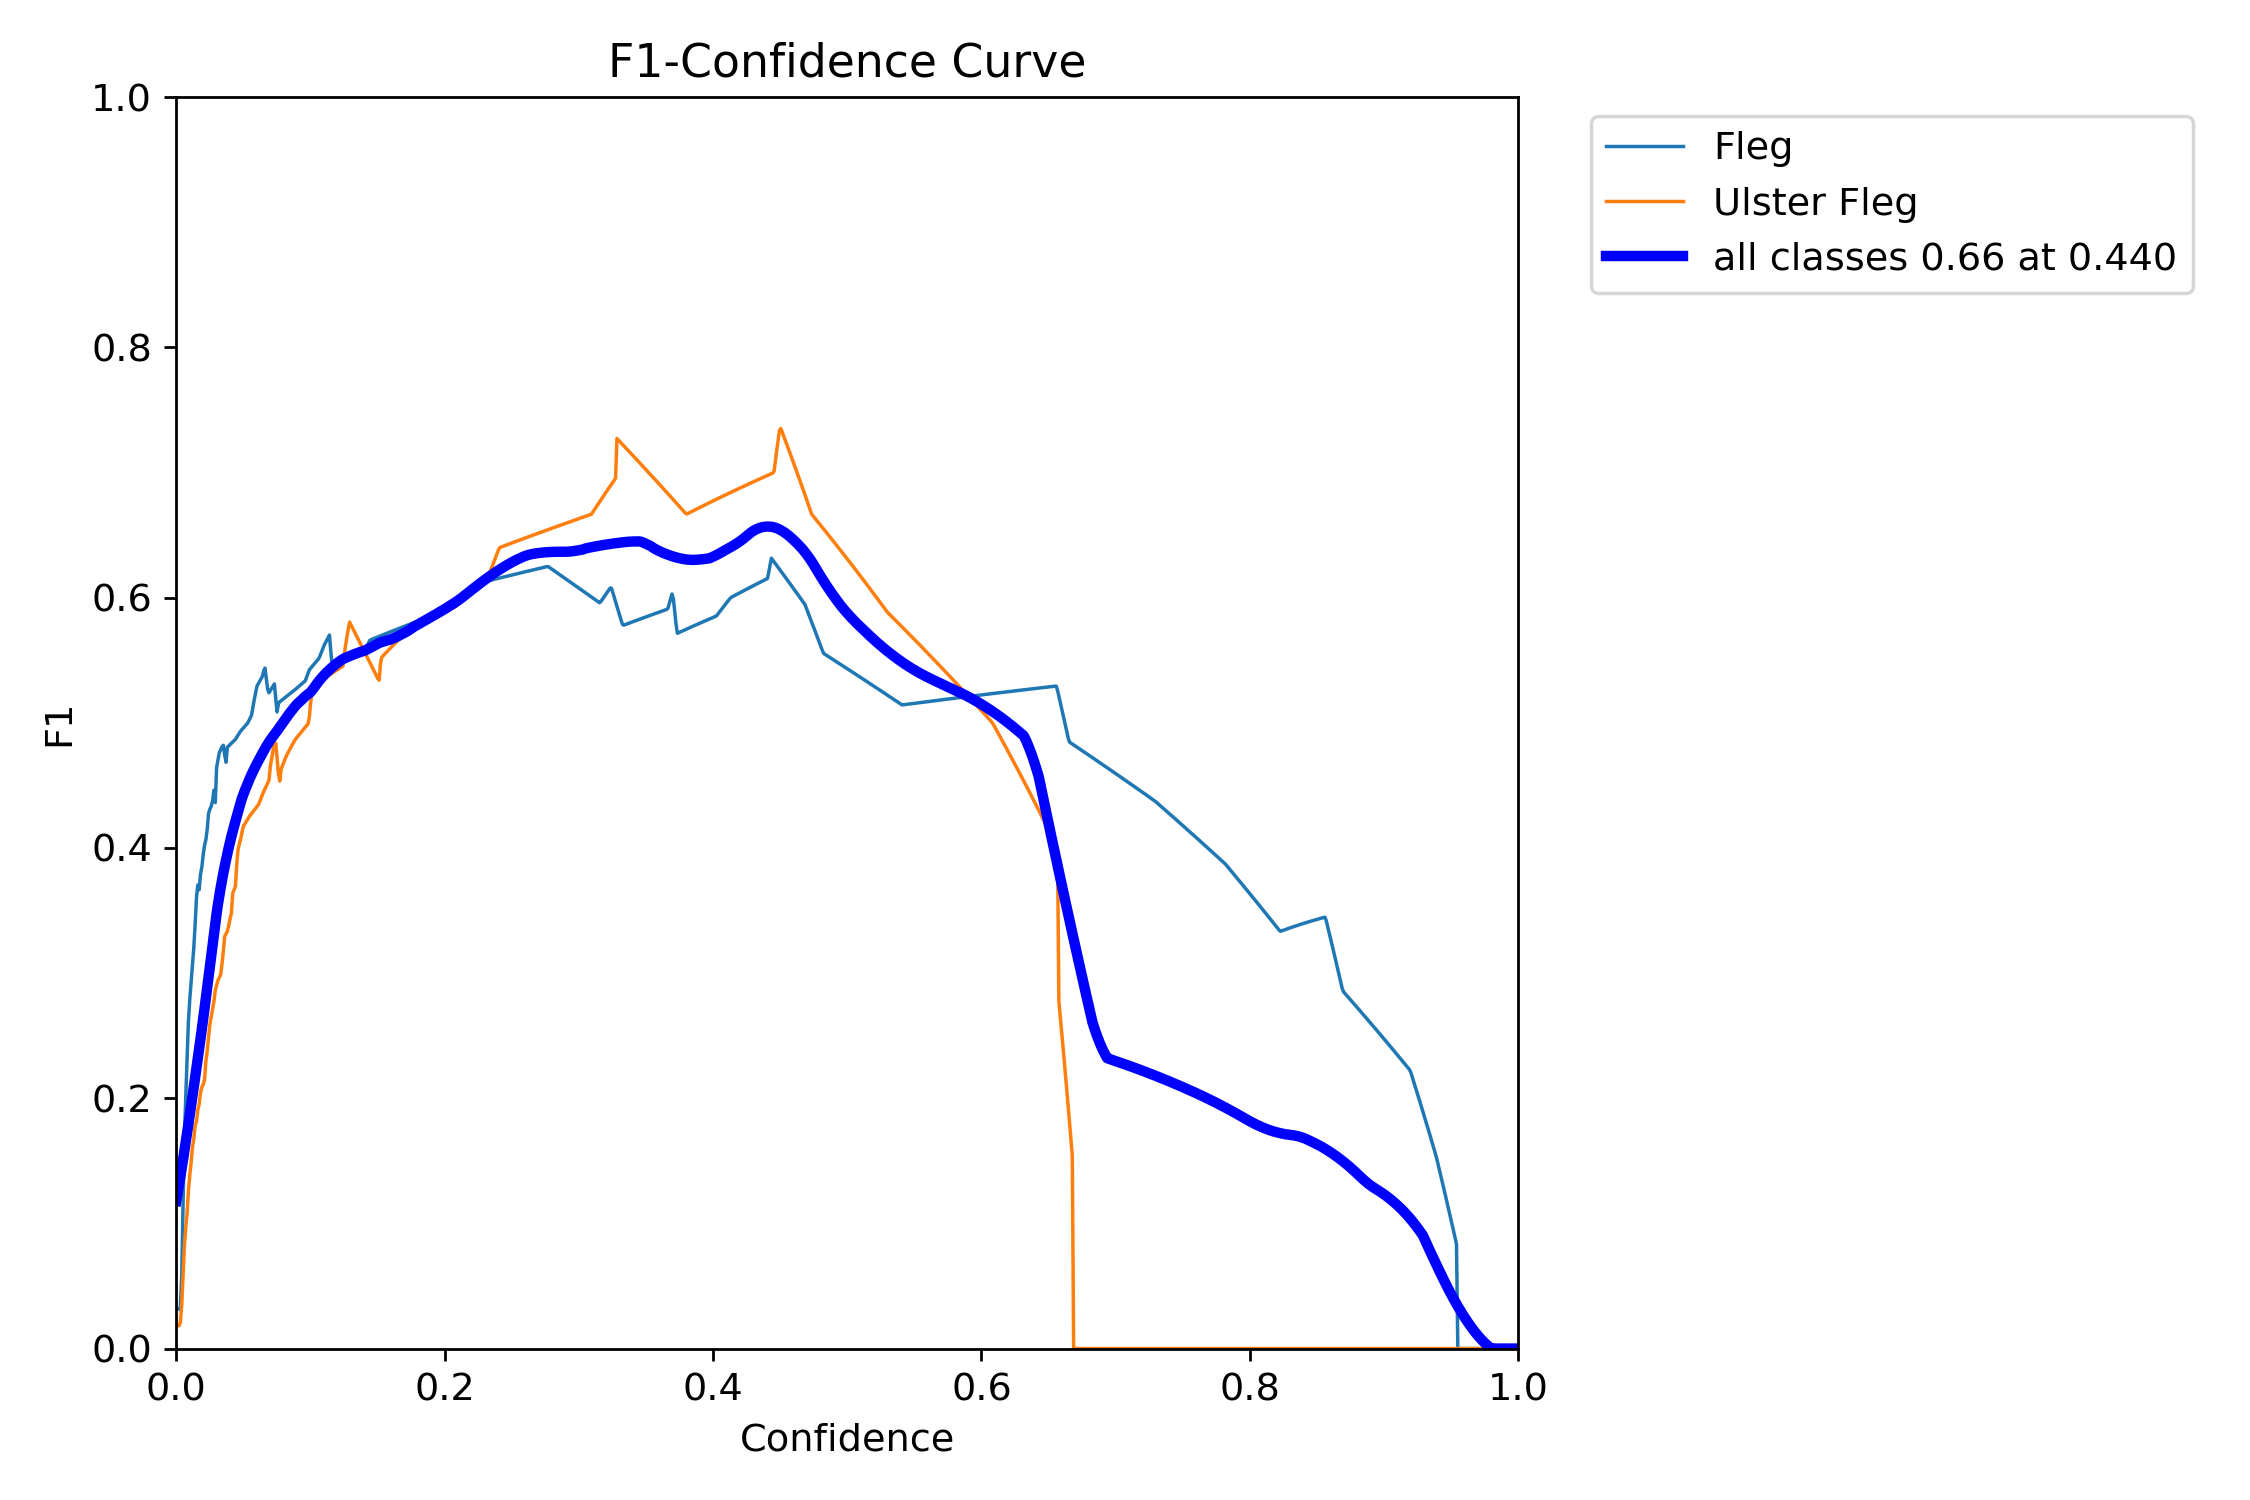 F1-Confidence Curve
Fleg
Ulster Fleg
all classes 0.66 at 0.440
1.0
0.8
0.6
0.4
0.2
0.0
F1
0.0 0.2 0.4 0.6 0.8 1.0
Confidence